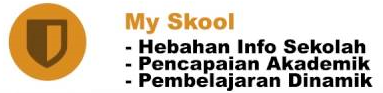 My Skool
- Hebahan Info Sekolah
- Pencapaian Akademik
- Pembelajaran Dinamik